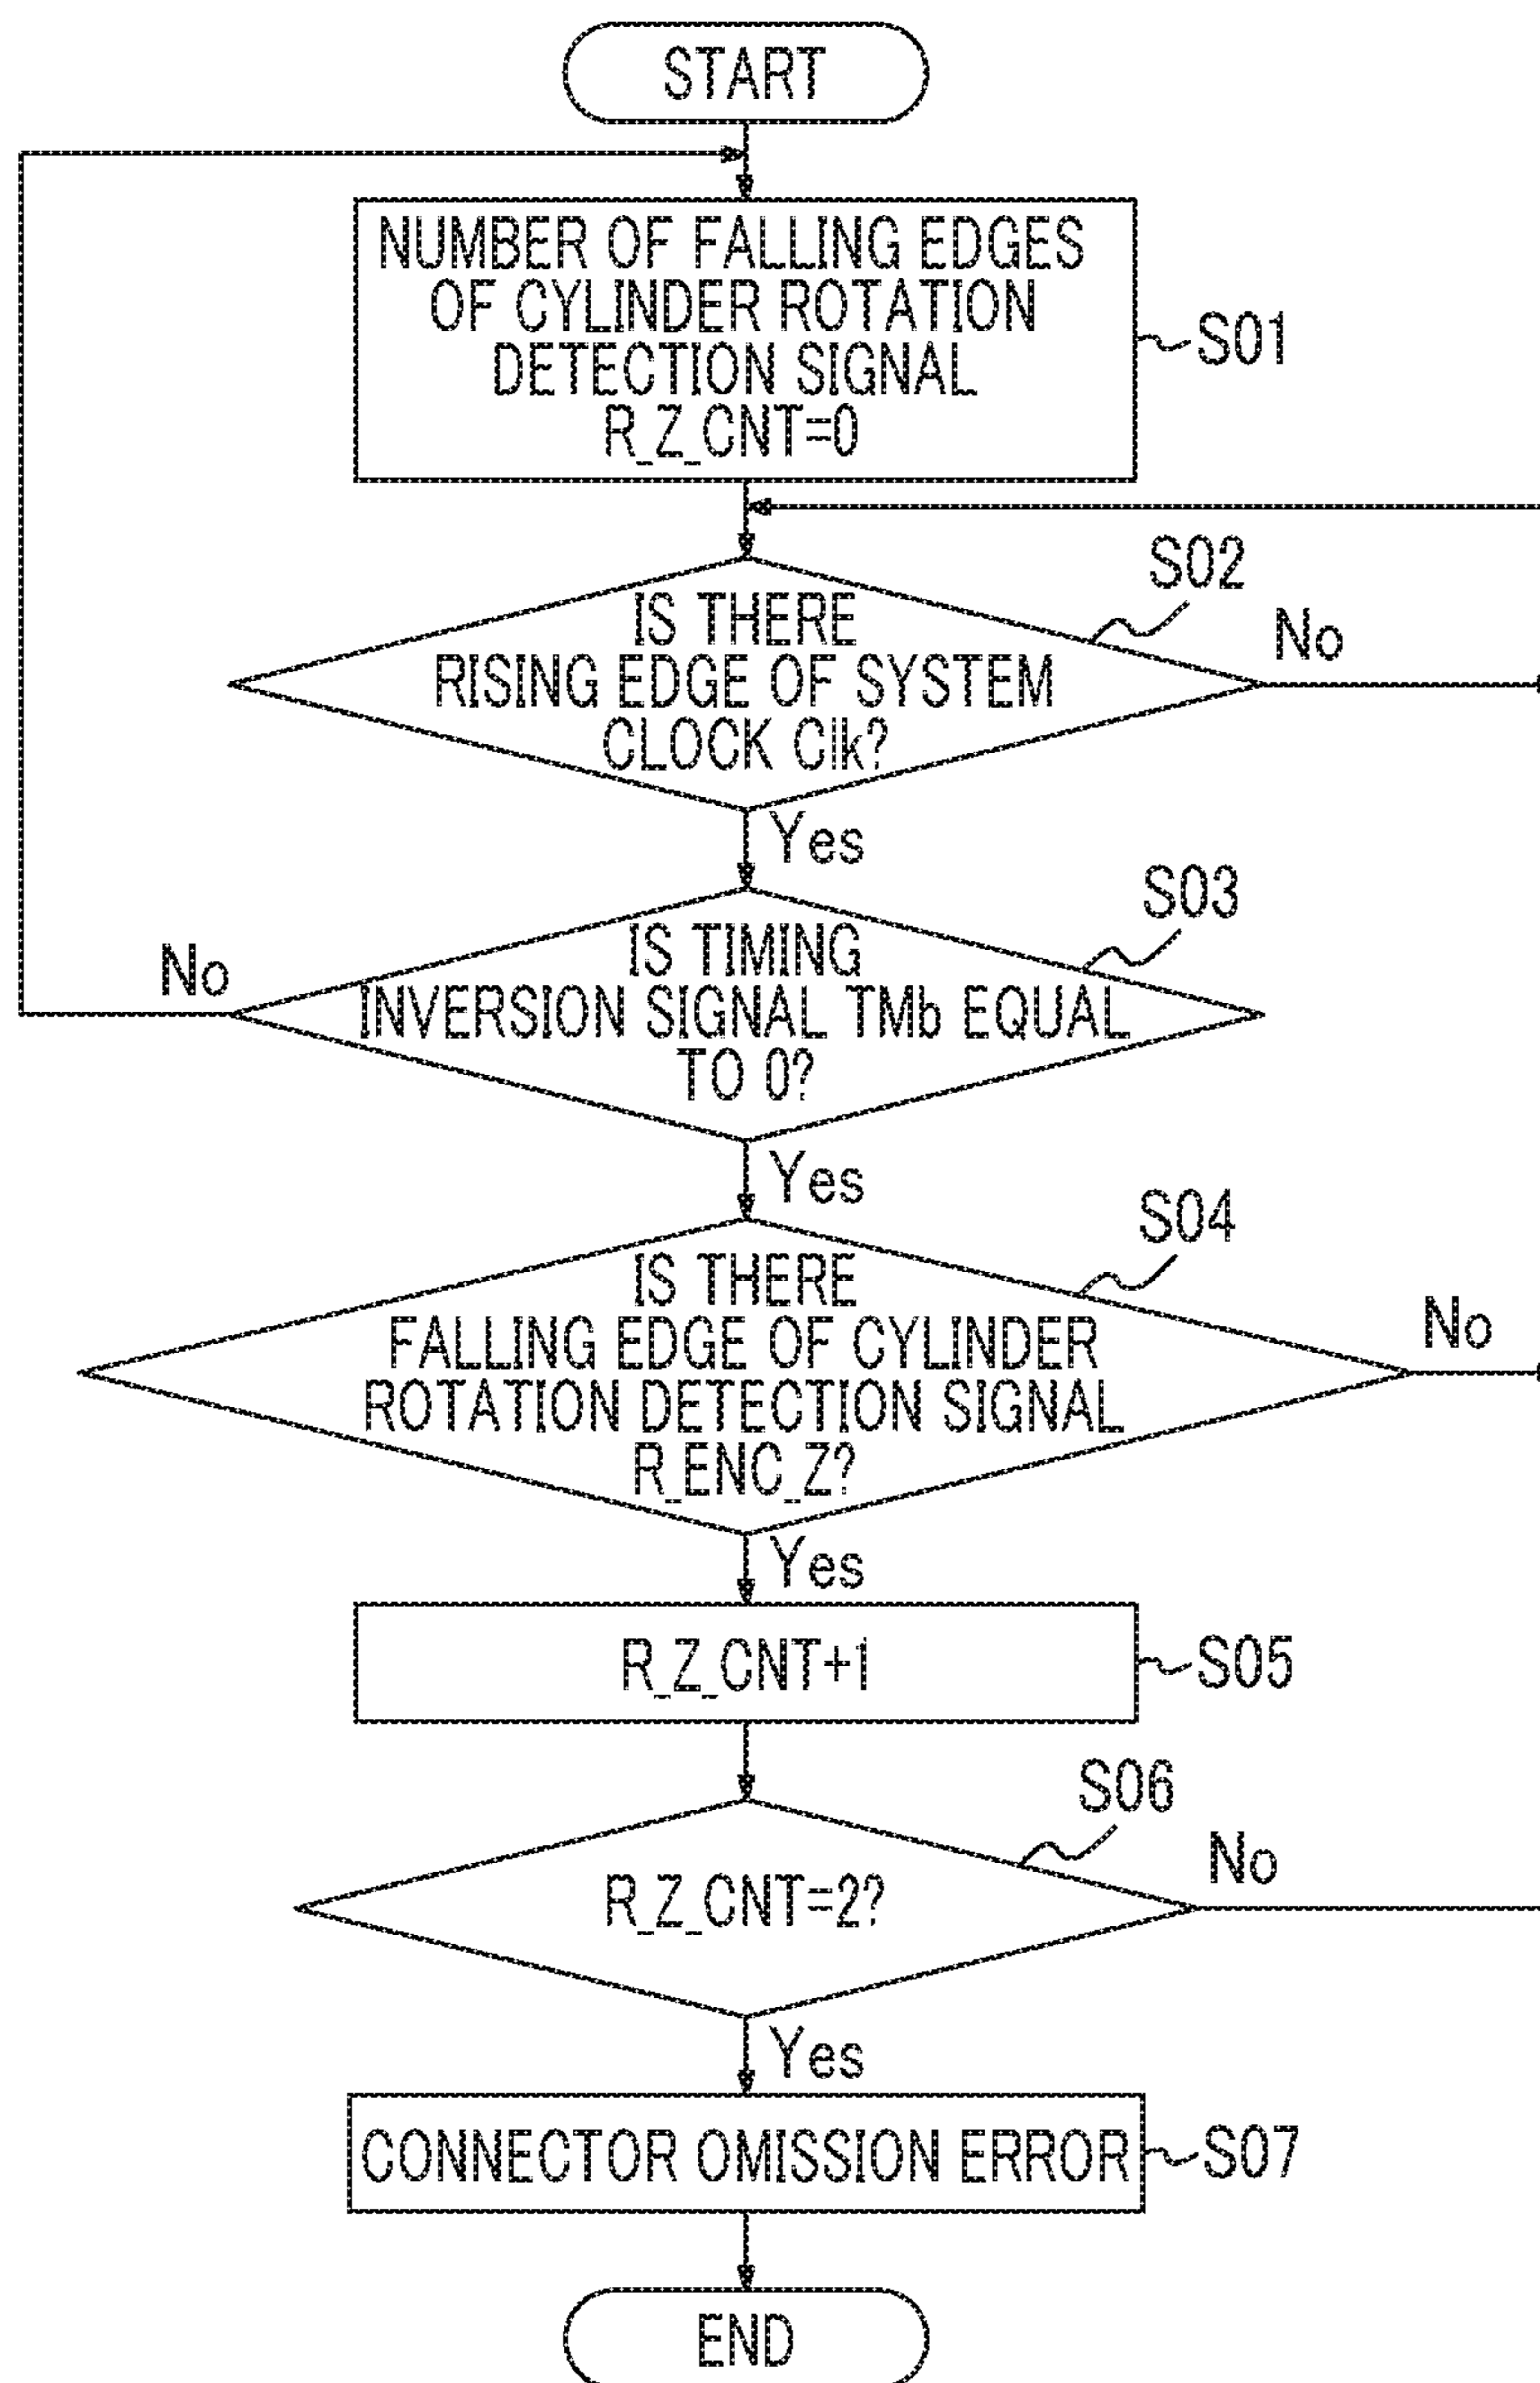 START
NUMBER OF FALLING EDGES
OF CYLINDER ROTATION
DETECTION SIGNAL
R_Z_CNT=0
S01
S02
IS THERE
RISING EDGE OF SYSTEM
CLOCK Clk?
No
Yes
S03
IS TIMING
INVERSION SIGNAL TMb EQUAL
TO 0?
No
Yes
S04
IS THERE
FALLING EDGE OF CYLINDER
ROTATION DETECTION SIGNAL
R_ENC_Z?
No
Yes
R_Z_CNT+1
S05
S06
R_Z_CNT=2?
No
Yes
CONNECTOR OMISSION ERROR
S07
END